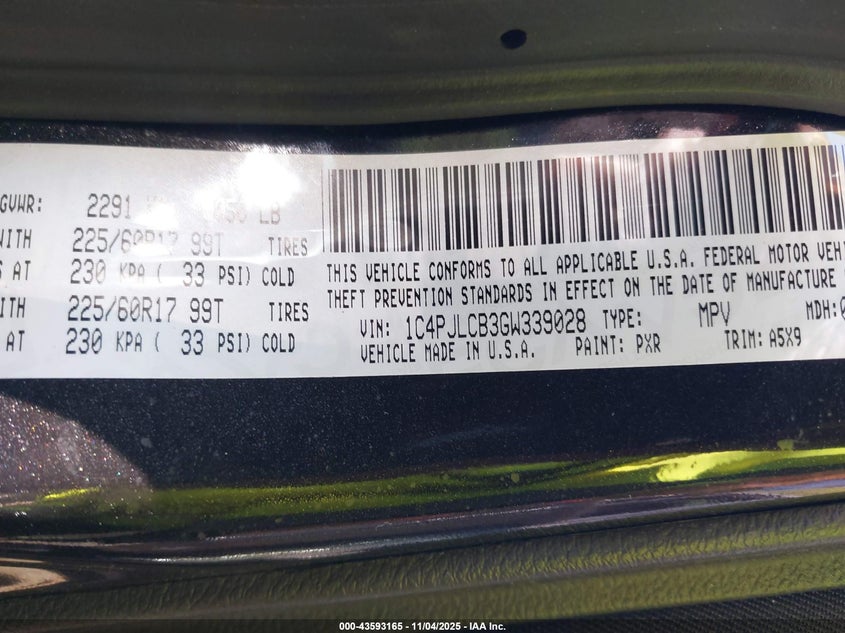 GVWR: 2291 LB
WITH 225/60R17 99T TIRES
AT 230 KPA ( 33 PSI) COLD
WITH 225/60R17 99T TIRES
AT 230 KPA ( 33 PSI) COLD
THIS VEHICLE CONFORMS TO ALL APPLICABLE U.S.A. FEDERAL MOTOR
THEFT PREVENTION STANDARDS IN EFFECT ON THE DATE OF MANUFACTURE
VIN: 1C4PJLCB3GW339028 TYPE: MPV MDH:
VEHICLE MADE IN U.S.A. PAINT: PXR TRIM: A5X9
000-43593165 - 11/04/2025 - IAA Inc.